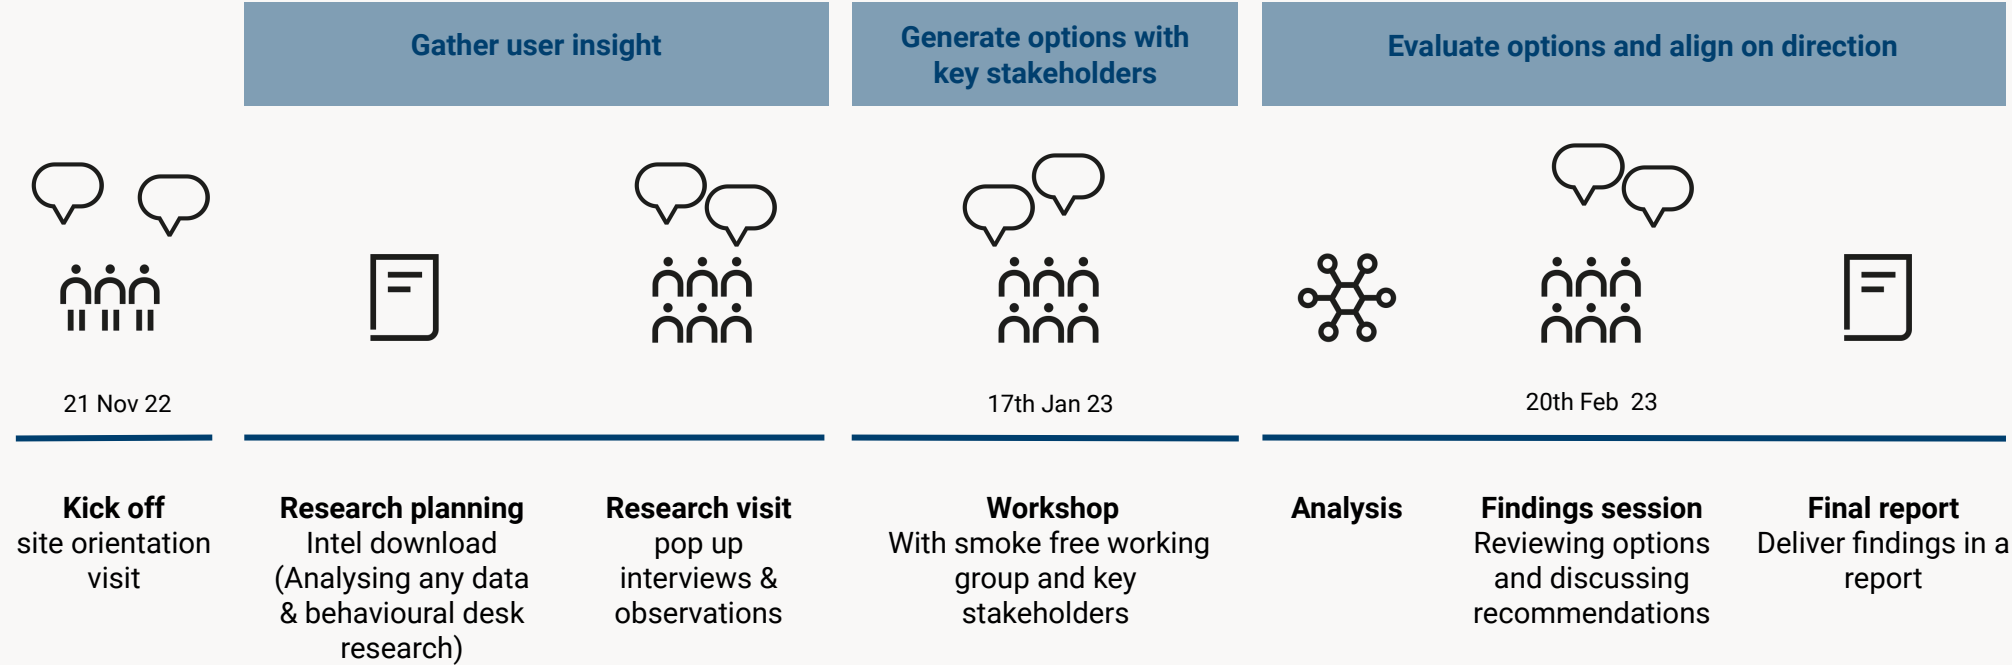 Gather user insight
Generate options with
key stakeholders
Evaluate options and align on direction
21 Nov 22
17th Jan 23
20th Feb 23
Kick off
site orientation
visit
Research planning
Intel download
(Analysing any data
& behavioural desk
research)
Research visit
pop up
interviews &
observations
Workshop
With smoke free working
group and key
stakeholders
Analysis
Findings session
Reviewing options
and discussing
recommendations
Final report
Deliver findings in a
report